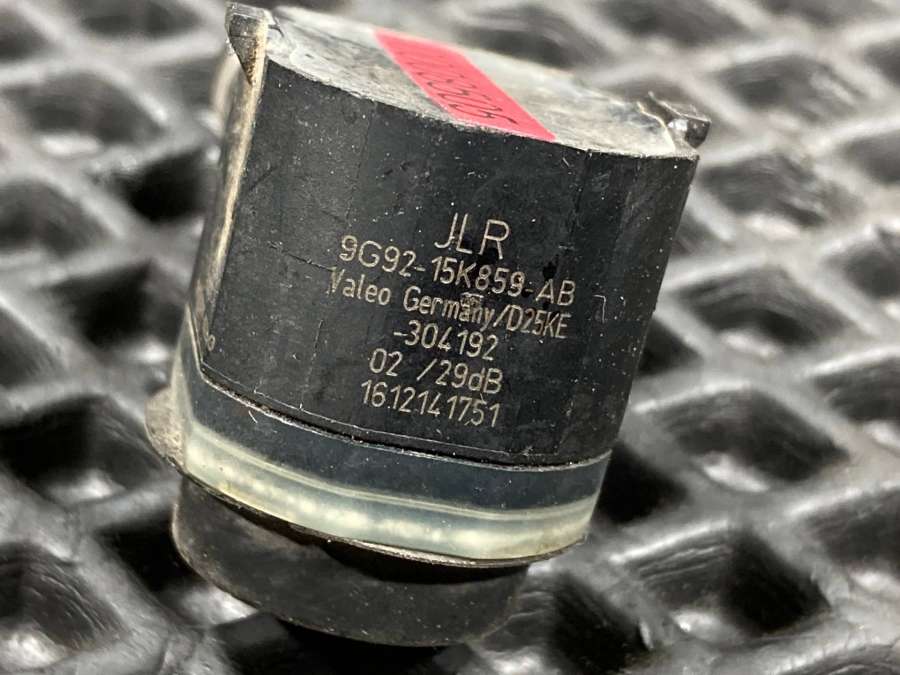 JLR
9G92-15K859-AB
Valeo Germany/D25KE
-304192
02 /29dB
1612141751